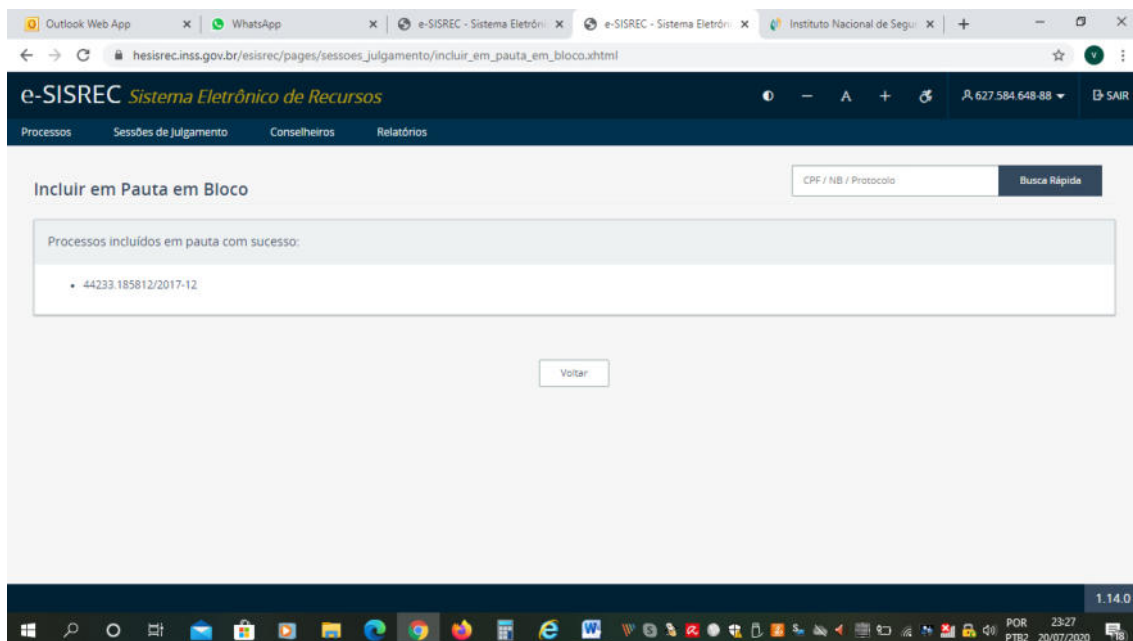 Outlook Web App WhatsApp e-SISREC - Sistema Eletrôni e-SISREC - Sistema Eletrôni Instituto Nacional de Segu
hesisrec.inss.gov.br/esisrec/pages/sessoes_julgamento/incluir_em_pauta_em_bloco.xhtml V
e-SISREC Sistema Eletrônico de Recursos − A + 627.584.648-88 SAIR
Processos Sessões de Julgamento Conselheiros Relatórios
CPF / NB / Protocolo Busca Rápida
Incluir em Pauta em Bloco
Processos incluídos em pauta com sucesso:
• 44233.185812/2017-12
Voltar
1.14.0
POR 23:27
PTB2 20/07/2020 18